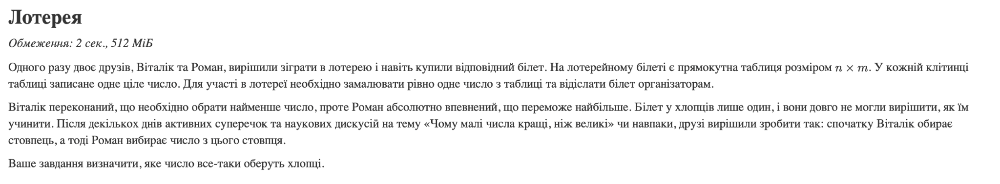 Лотерея
Обмеження: 2 сек., 512 МіБ
Одного разу двоє друзів, Віталік та Роман, вирішили зіграти в лотерею і навіть купили відповідний білет. На лотерейному білеті є прямокутна таблиця розміром n × m. У кожній клітинці
таблиці записане одне ціле число. Для участі в лотереї необхідно замалювати рівно одне число з таблиці та відіслати білет організаторам.
Віталік переконаний, що необхідно обрати найменше число, проте Роман абсолютно впевнений, що переможе найбільше. Білет у хлопців лише один, і вони довго не могли вирішити, як їм
учинити. Після декількох днів активних суперечок та наукових дискусій на тему «Чому малі числа кращі, ніж великі» чи навпаки, друзі вирішили зробити так: спочатку Віталік обирає
стовпець, а тоді Роман вибирає число з цього стовпця.
Ваше завдання визначити, яке число все-таки оберуть хлопці.